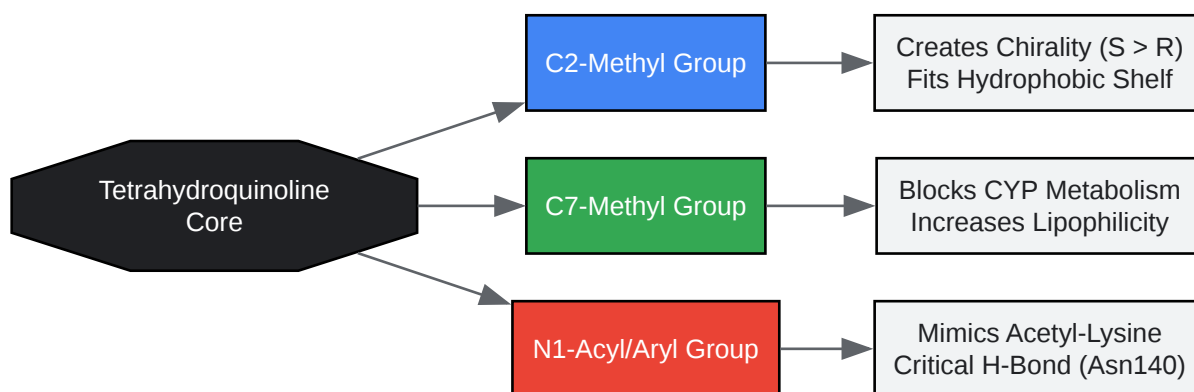 Tetrahydroquinoline
Core
C2-Methyl Group
Creates Chirality (S > R)
Fits Hydrophobic Shelf
C7-Methyl Group
Blocks CYP Metabolism
Increases Lipophilicity
N1-Acyl/Aryl Group
Mimics Acetyl-Lysine
Critical H-Bond (Asn140)